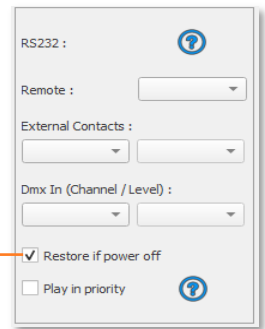 RS232 :
Remote :
External Contacts :
Dmx In (Channel / Level) :
Restore if power off
Play in priority